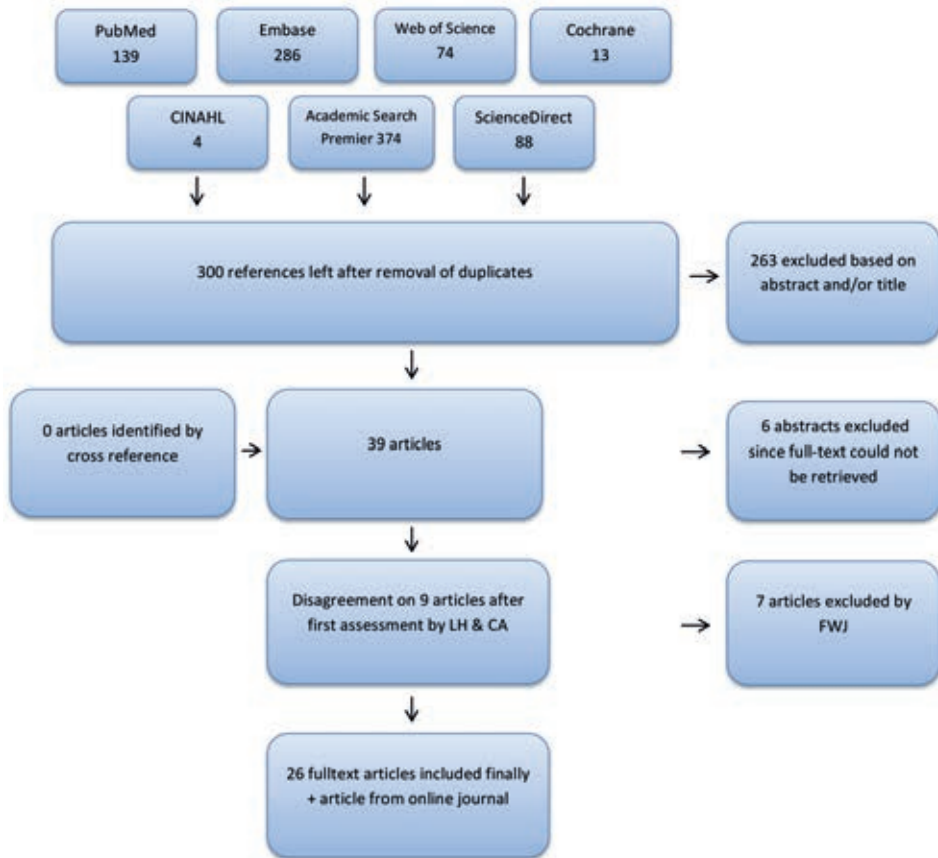 PubMed
139
Embase
286
Web of Science
74
Cochrane
13
CINAHL
4
Academic Search
Premier 374
ScienceDirect
88
300 references left after removal of duplicates
263 excluded based on
abstract and/or title
0 articles identified by
cross reference
39 articles
6 abstracts excluded
since full-text could not
be retrieved
Disagreement on 9 articles after
first assessment by LH & CA
7 articles excluded by
FWJ
26 fulltext articles included finally
+ article from online journal